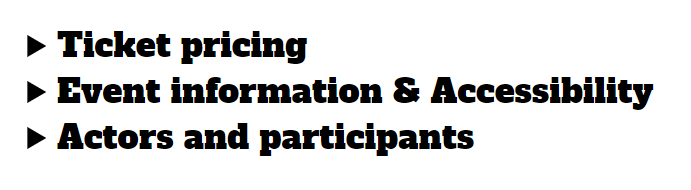 Ticket pricing
Event information & Accessibility
Actors and participants